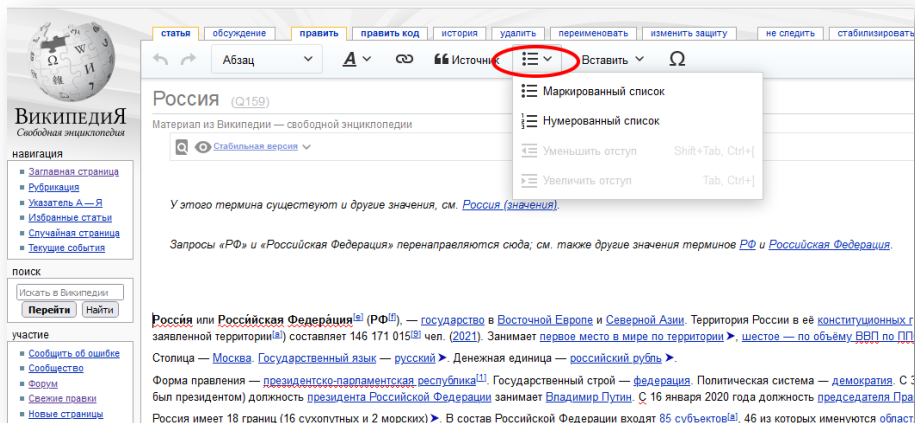 статья обсуждение править править код история удалить переименовать изменить защиту не следить стабилизировать
Абзац А Источник Вставить Ω
Маркированный список
Нумерованный список
Уменьшить отступ Shift+Tab, Ctrl+[
Увеличить отступ Tab, Ctrl+]
ВикипедиЯ
Свободная энциклопедия
навигация
Заглавная страница
Рубрикация
Указатель А — Я
Избранные статьи
Случайная страница
Текущие события
поиск
Искать в Википедии
Перейти Найти
участие
Сообщить об ошибке
Сообщество
Форум
Свежие правки
Новые страницы
Россия (Q159)
Материал из Википедии — свободной энциклопедии
Стабильная версия
У этого термина существуют и другие значения, см. Россия (значения).
Запросы «РФ» и «Российская Федерация» перенаправляются сюда; см. также другие значения терминов РФ и Российская Федерация.
Росси́я или Росси́йская Федера́ция[e] (РФ[f]), — государство в Восточной Европе и Северной Азии. Территория России в её конституционных
заявленной территории[a]) составляет 146 171 015[9] чел. (2021). Занимает первое место в мире по территории, шестое — по объёму ВВП по ПП
Столица — Москва. Государственный язык — русский. Денежная единица — российский рубль.
Форма правления — президентско-парламентская республика[1]. Государственный строй — федерация. Политическая система — демократия. С
был президентом) должность президента Российской Федерации занимает Владимир Путин. С 16 января 2020 года должность председателя Пра
Россия имеет 18 границ (16 сухопутных и 2 морских). В состав Российской Федерации входят 85 субъектов[a], 46 из которых именуются област